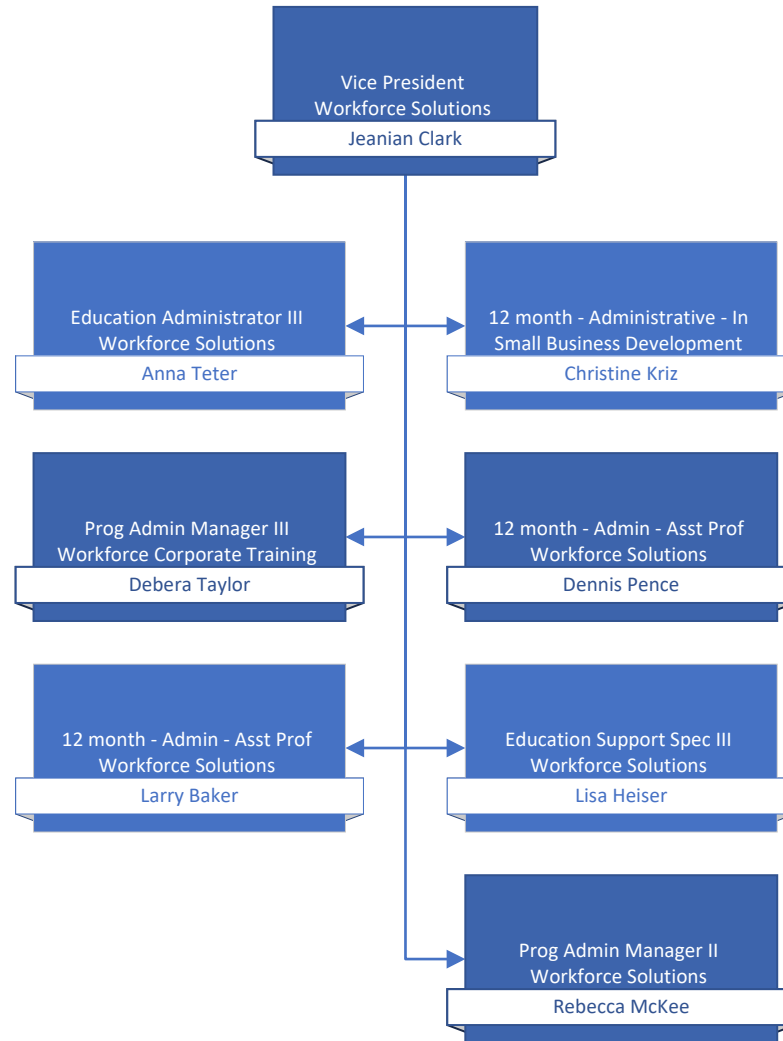 Vice President
Workforce Solutions
Jeanian Clark
Education Administrator III
Workforce Solutions
Anna Teter
12 month - Administrative - In
Small Business Development
Christine Kriz
Prog Admin Manager III
Workforce Corporate Training
Debera Taylor
12 month - Admin - Asst Prof
Workforce Solutions
Dennis Pence
12 month - Admin - Asst Prof
Workforce Solutions
Larry Baker
Education Support Spec III
Workforce Solutions
Lisa Heiser
Prog Admin Manager II
Workforce Solutions
Rebecca McKee